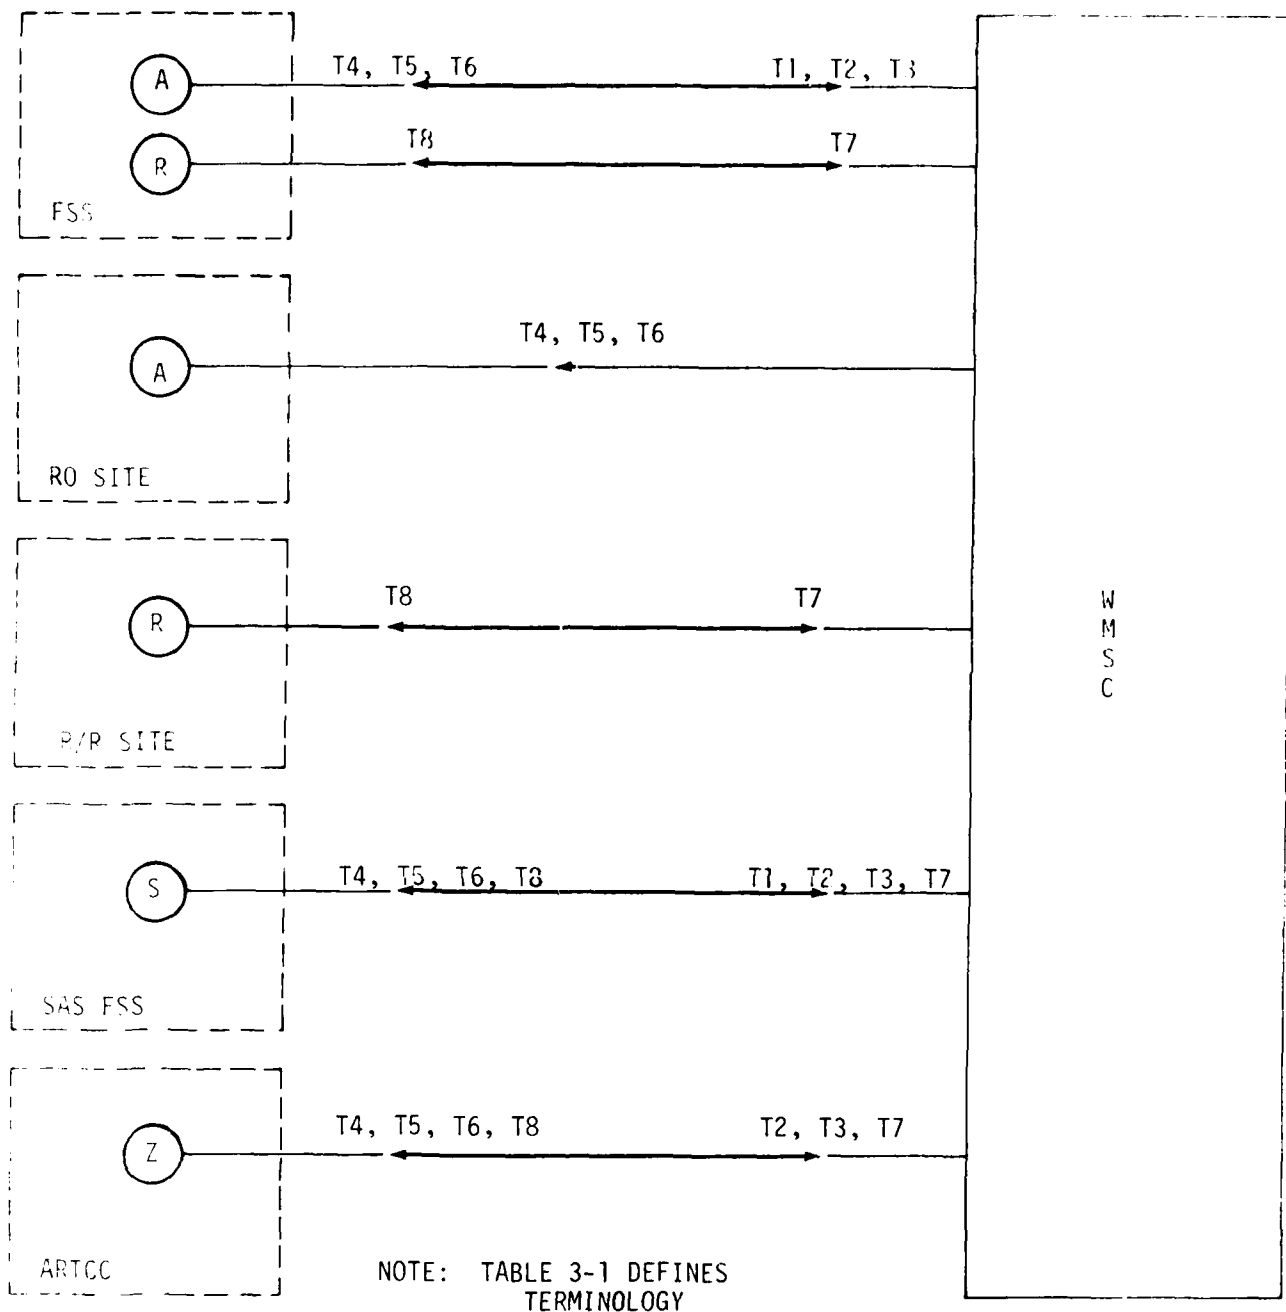 A
T4, T5, T6
T1, T2, T3
R
T8
T7
FSS
A
T4, T5, T6
RO SITE
R
T8
T7
R/R SITE
S
T4, T5, T6, T8
T1, T2, T3, T7
SAS FSS
Z
T4, T5, T6, T8
T2, T3, T7
ARTCC
W
M
S
C
NOTE: TABLE 3-1 DEFINES
TERMINOLOGY